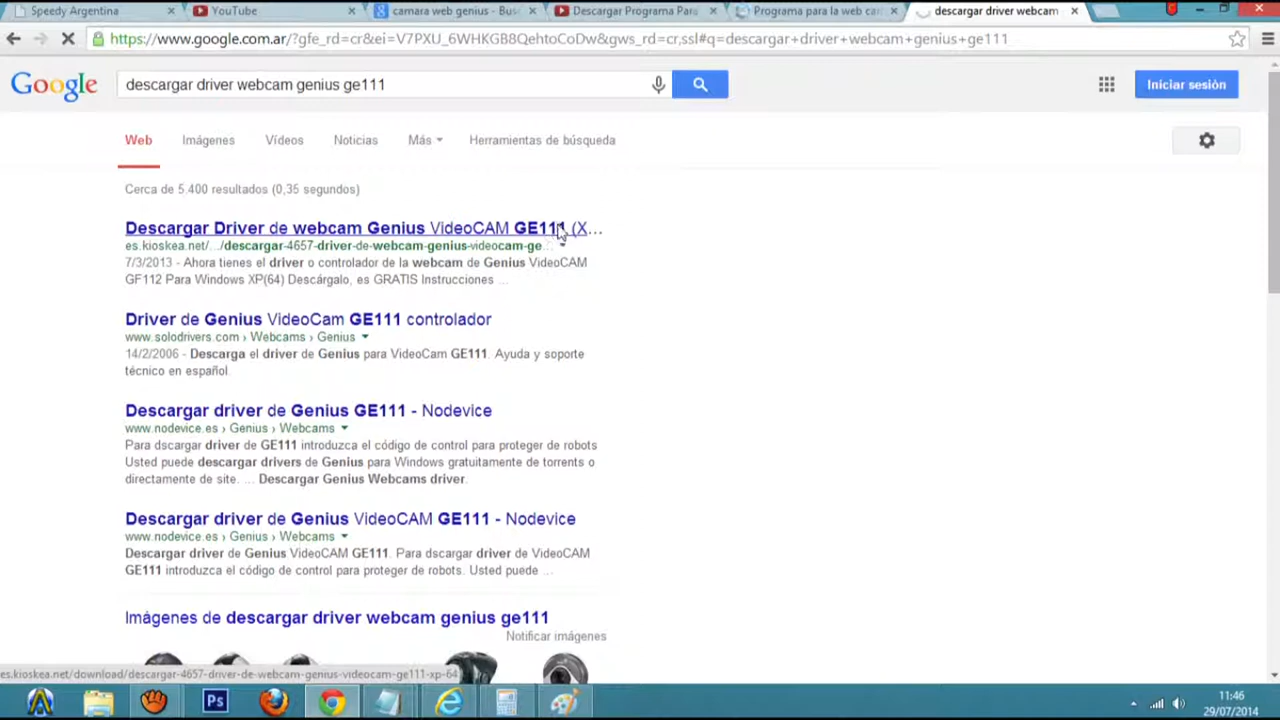 Speedy Argentina
YouTube
camara web genius - Bus
Descargar Programa Para
Programa para la web cam
descargar driver webcam
https://www.google.com.ar/?gfe_rd=cr&ei=V7PXU_6WHKGB8QehtoCoDw&gws_rd=cr,ssl#q=descargar+driver+webcam+genius+ge111
Google
descargar driver webcam genius ge111
Iniciar sesión
Web
Imágenes
Vídeos
Noticias
Más
Herramientas de búsqueda
Cerca de 5.400 resultados (0,35 segundos)
Descargar Driver de webcam Genius VideoCAM GE111 (X...
es.kioskea.net/.../descargar-4657-driver-de-webcam-genius-videocam-ge...
7/3/2013 - Ahora tienes el driver o controlador de la webcam de Genius VideoCAM
GF112 Para Windows XP(64) Descárgalo, es GRATIS Instrucciones ...
Driver de Genius VideoCam GE111 controlador
www.solodrivers.com › Webcams › Genius
14/2/2006 - Descarga el driver de Genius para VideoCam GE111. Ayuda y soporte
técnico en español.
Descargar driver de Genius GE111 - Nodevice
www.nodevice.es › Genius › Webcams
Para dscargar driver de GE111 introduzca el código de control para proteger de robots
Usted puede descargar drivers de Genius para Windows gratuitamente de torrents o
directamente de site. ... Descargar Genius Webcams driver.
Descargar driver de Genius VideoCAM GE111 - Nodevice
www.nodevice.es › Genius › Webcams
Descargar driver de Genius VideoCAM GE111. Para dscargar driver de VideoCAM
GE111 introduzca el código de control para proteger de robots. Usted puede ...
Imágenes de descargar driver webcam genius ge111
Notificar imágenes
es.kioskea.net/download/descargar-4657-driver-de-webcam-genius-videocam-ge111-xp-64
Ps
11:46
29/07/2014